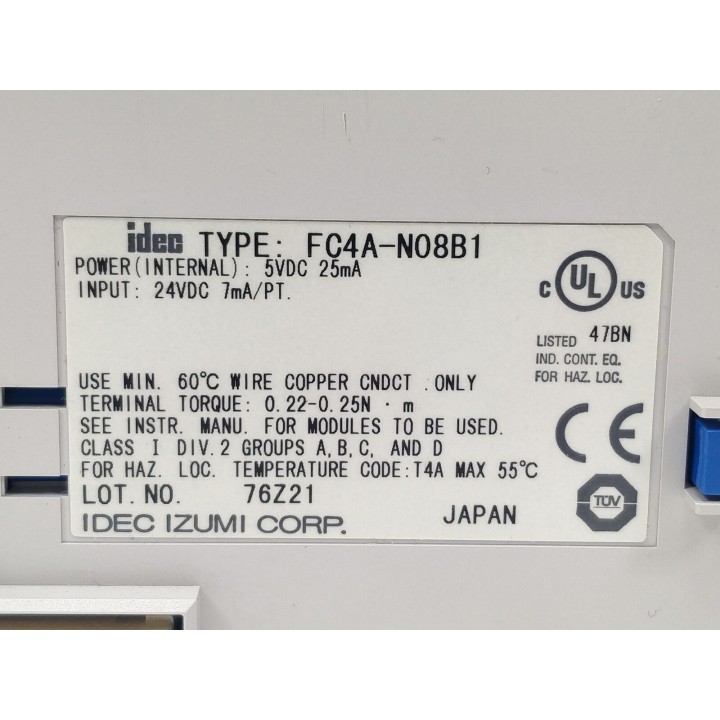 idec TYPE: FC4A-N08B1
POWER(INTERNAL): 5VDC 25mA
INPUT: 24VDC 7mA/PT.
C UL US
LISTED 47BN
IND. CONT. EQ.
FOR HAZ. LOC.
USE MIN. 60℃ WIRE COPPER CNDCT .ONLY
TERMINAL TORQUE: 0.22-0.25N · m
SEE INSTR. MANU. FOR MODULES TO BE USED.
CLASS I DIV.2 GROUPS A,B,C, AND D
FOR HAZ. LOC. TEMPERATURE CODE:T4A MAX 55℃
LOT.NO. 76Z21
IDEC IZUMI CORP. JAPAN
CE
TÜV